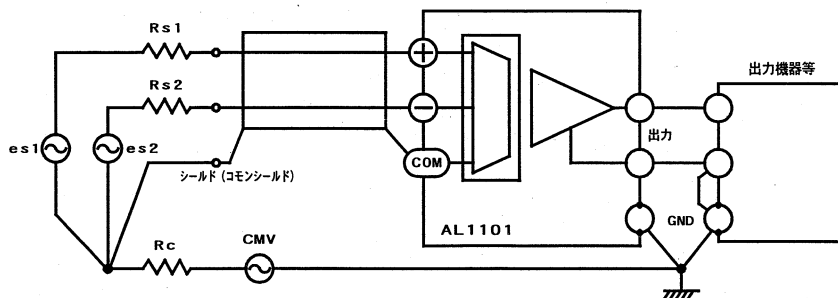 Rs1
Rs2
es1
es2
シールド (コモンシールド)
Rc
CMV
+
−
COM
AL1101
出力
GND
出力機器等